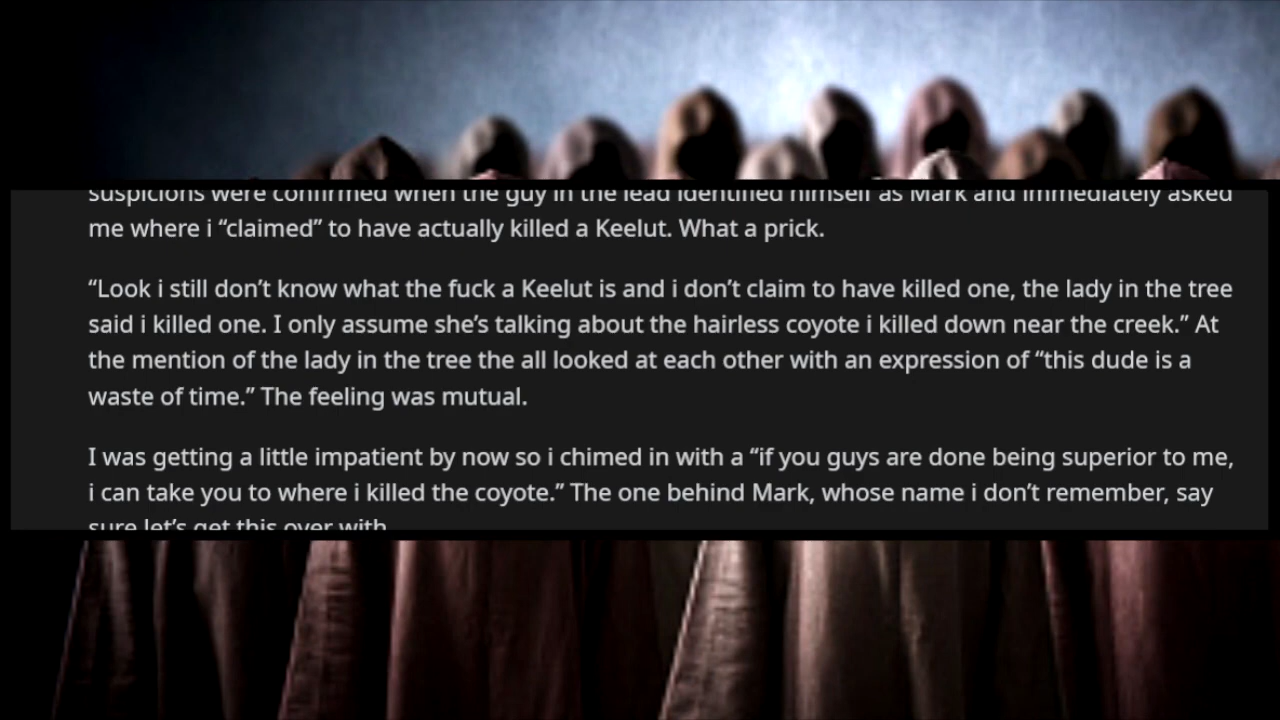 suspicions were confirmed when the guy in the lead identified himself as Mark and immediately asked
me where i “claimed” to have actually killed a Keelut. What a prick.
“Look i still don’t know what the fuck a Keelut is and i don’t claim to have killed one, the lady in the tree
said i killed one. I only assume she’s talking about the hairless coyote i killed down near the creek.” At
the mention of the lady in the tree the all looked at each other with an expression of “this dude is a
waste of time.” The feeling was mutual.
I was getting a little impatient by now so i chimed in with a “if you guys are done being superior to me,
i can take you to where i killed the coyote.” The one behind Mark, whose name i don’t remember, say
sure let’s get this over with